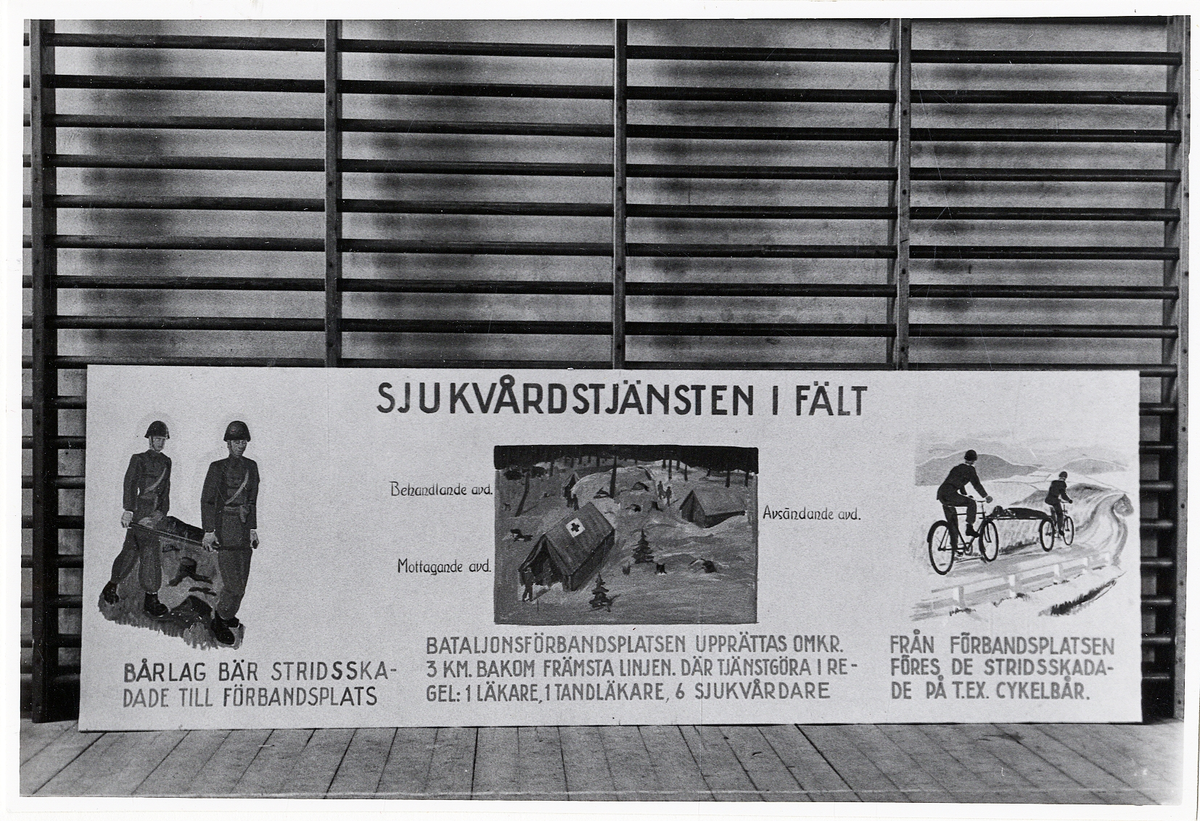 SJUKVÅRDSTJÄNSTEN I FÄLT
Behandlande avd.
Avsändande avd.
Mottagande avd.
BÅRLAG BÄR STRIDSSKA-
DADE TILL FÖRBANDSPLATS
BATALJONSFÖRBANDSPLATSEN UPPRÄTTAS OMKR.
3 KM. BAKOM FRÄMSTA LINJEN. DÄR TJÄNSTGÖRA I RE-
GEL: 1 LÄKARE, 1 TANDLÄKARE, 6 SJUKVÅRDARE
FRÅN FÖRBANDSPLATSEN
FÖRES DE STRIDSSKADA-
DE PÅ T.EX. CYKELBÅR.